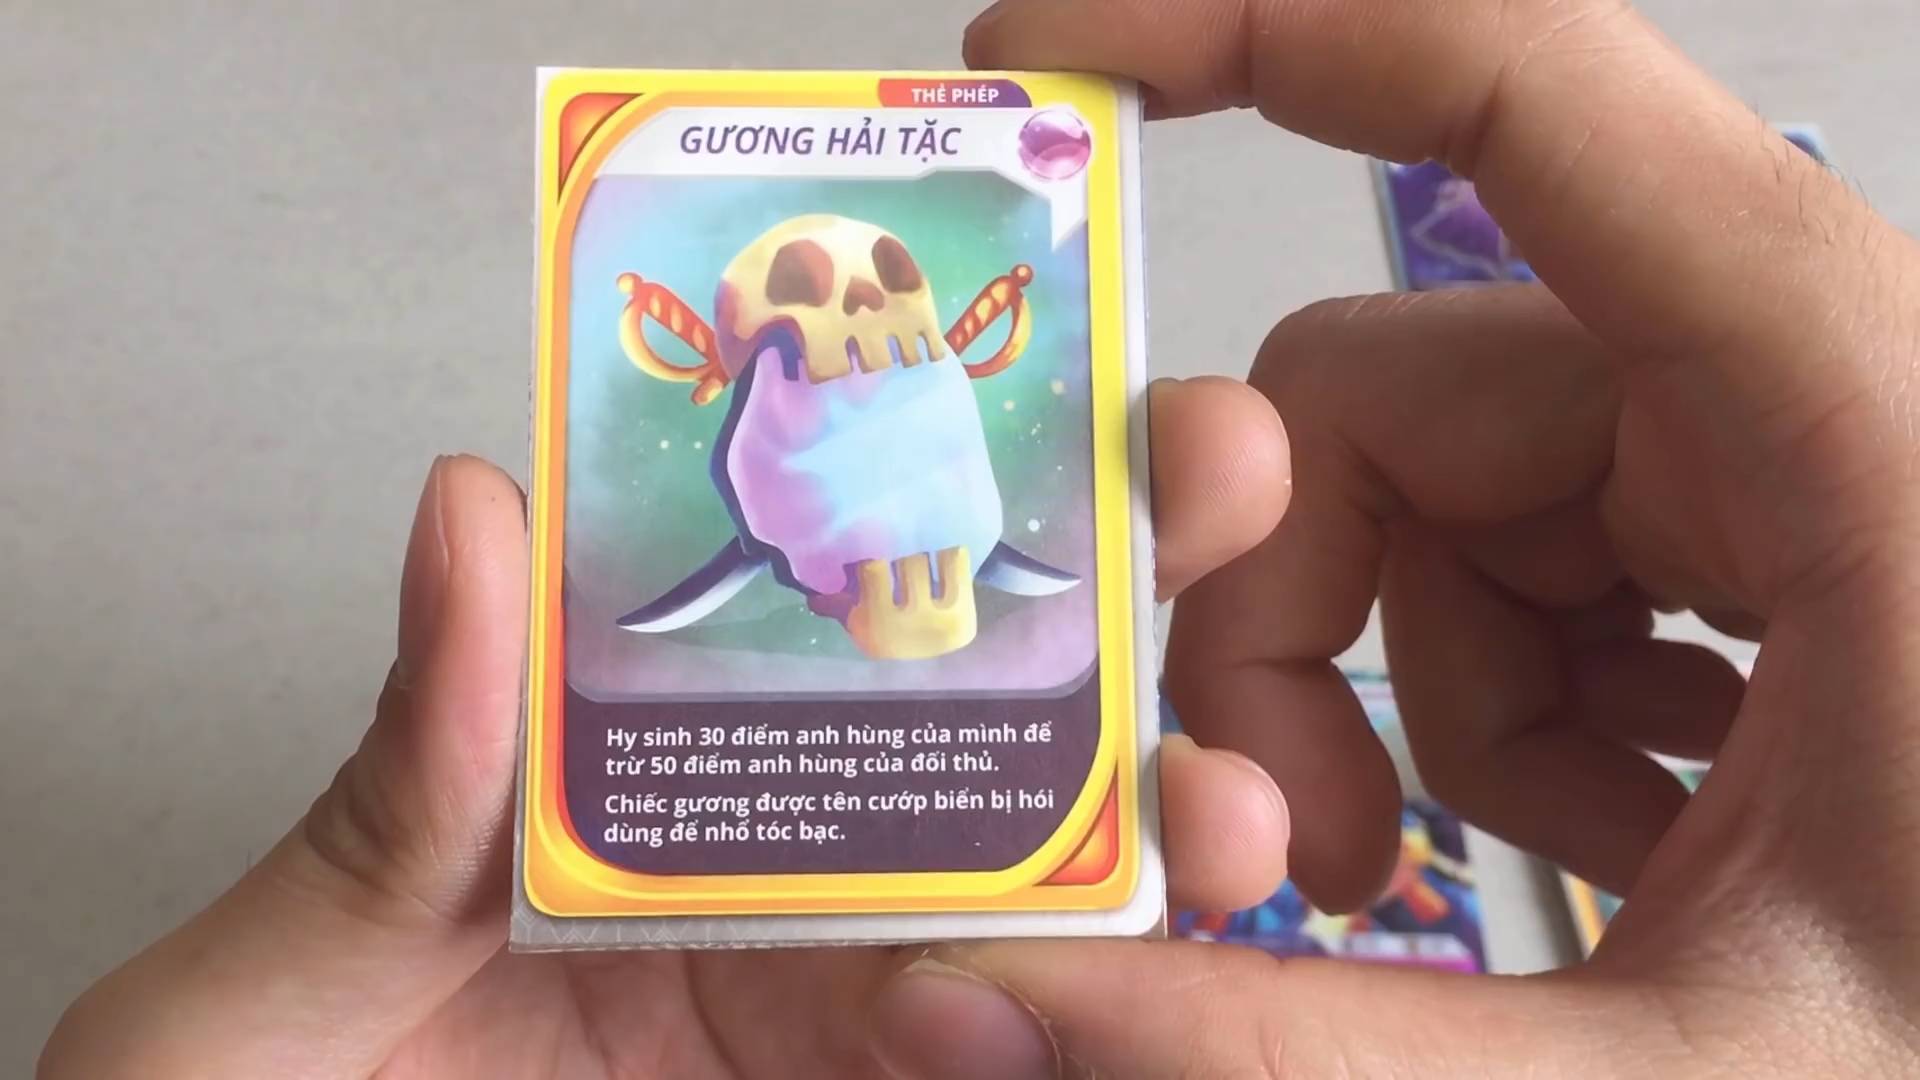 THẺ PHÉP
GƯƠNG HẢI TẶC
Hy sinh 30 điểm anh hùng của mình để
trừ 50 điểm anh hùng của đối thủ.
Chiếc gương được tên cướp biển bị hói
dùng để nhổ tóc bạc.